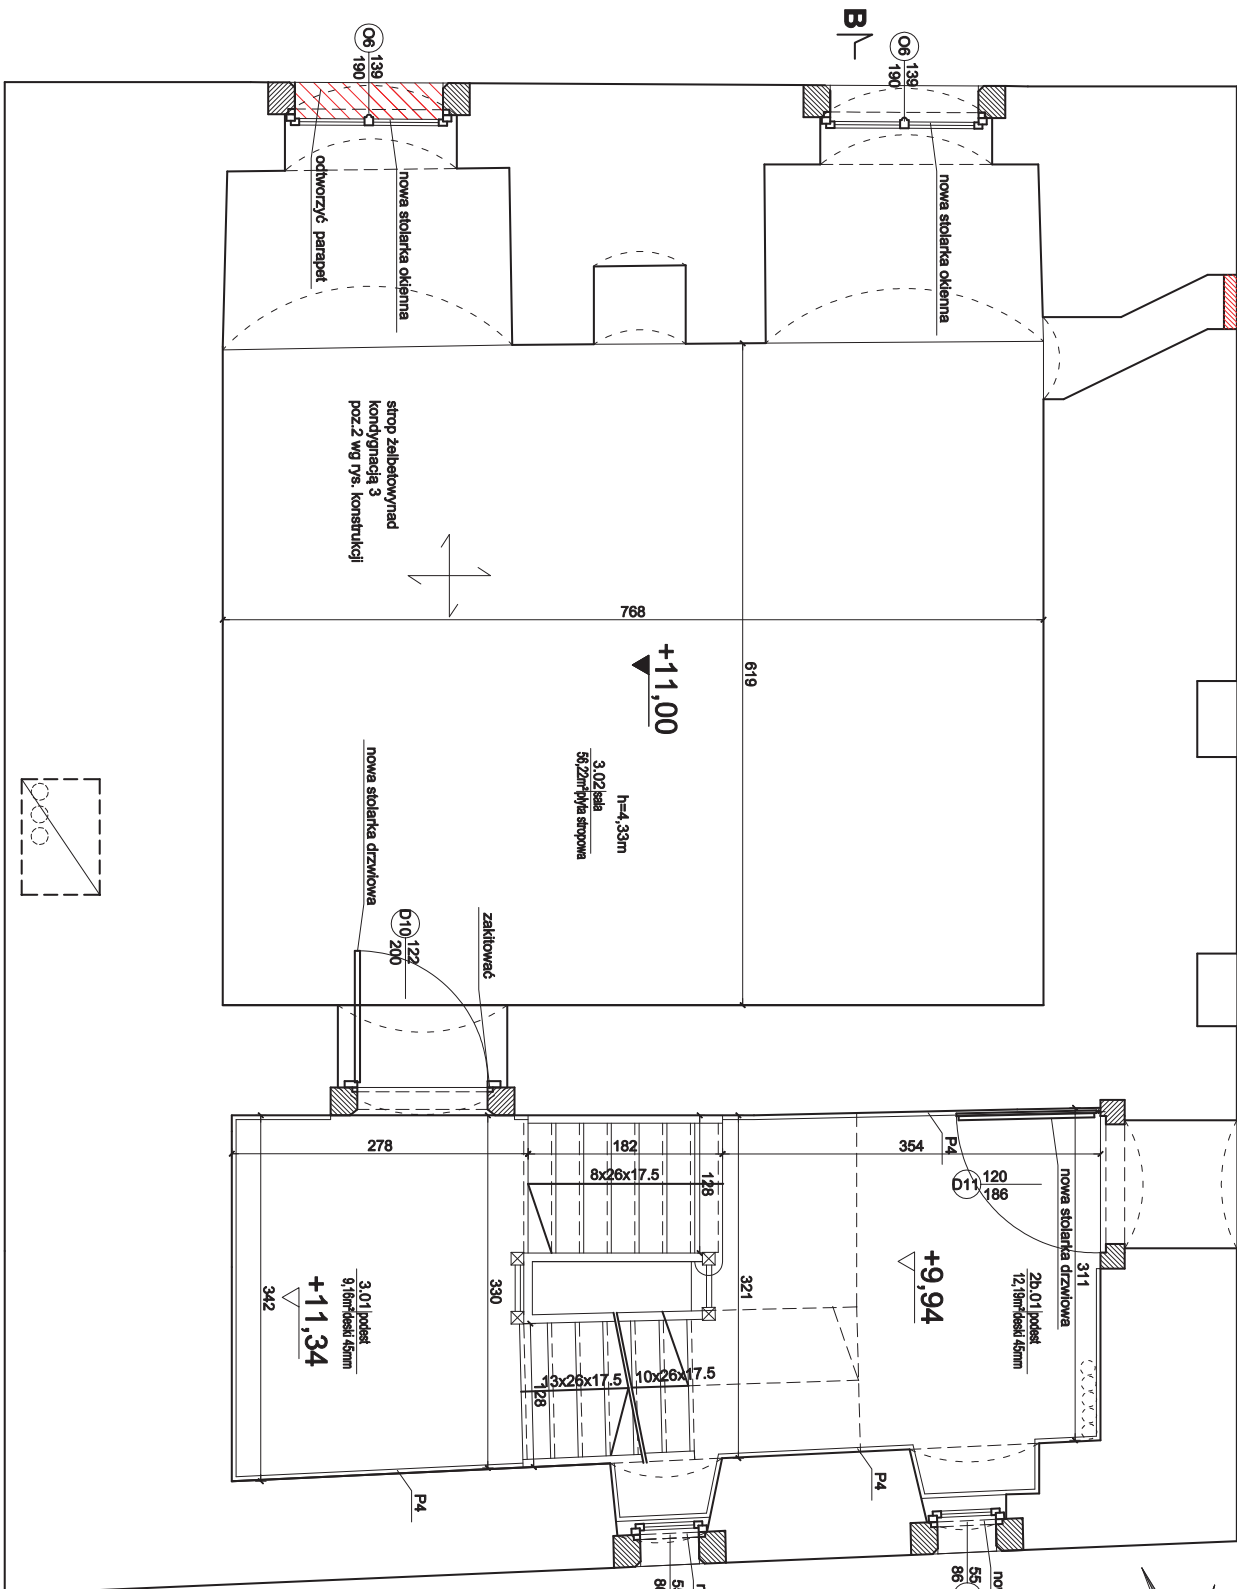 B
O6 139
190
O6 139
190
odtworzyć parapet
nowa stolarka okienna
nowa stolarka okienna
strop żelbetowynad
kondygnacją 3
poz.2 wg rys. konstrukcji
768
619
+11,00
h=4,33m
3.02 sala
56,22m² płyta stropowa
nowa stolarka drzwiowa
D10 122
200
zakitować
278
182
354
P4
8x26x17.5
128
D11 120
186
nowa stolarka drzwiowa
311
+9,94
2b.01 podest
12,19m² deski 45mm
321
330
342
+11,34
3.01 podest
9,16m² deski 45mm
13x26x17.5
10x26x17.5
128
P4
P4
55
86